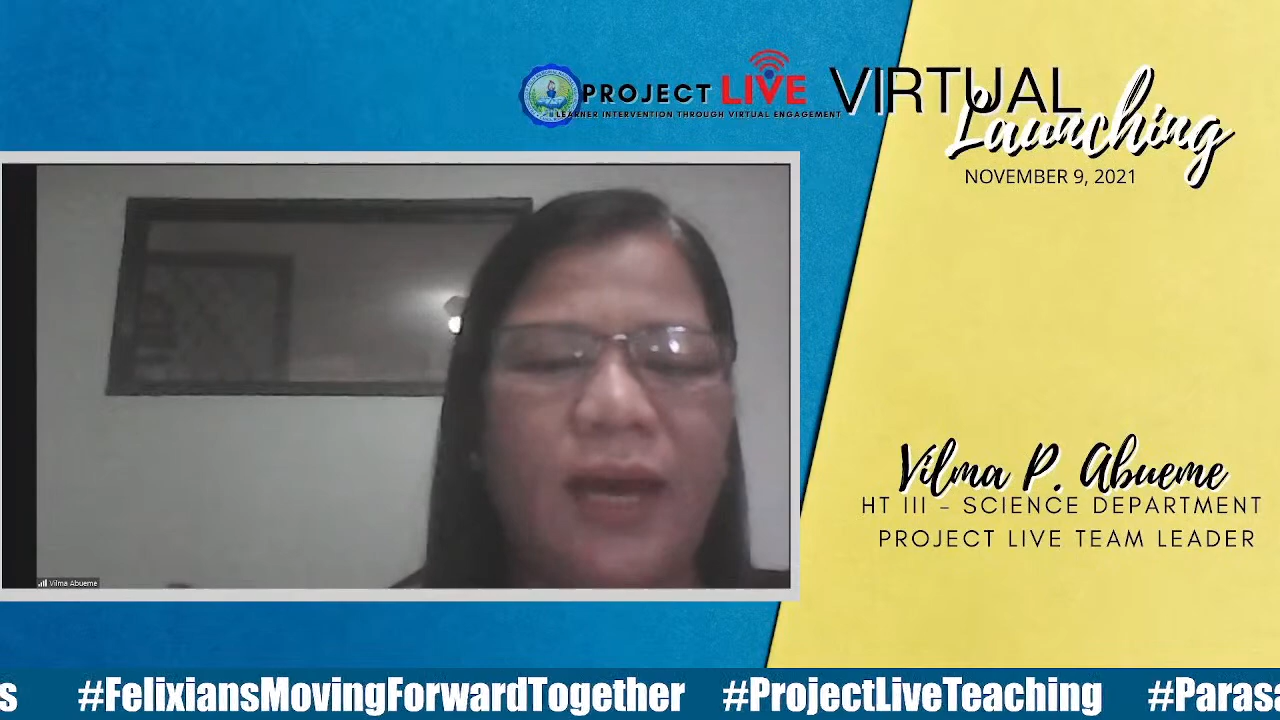 PROJECT LIVE
LEARNER INTERVENTION THROUGH VIRTUAL ENGAGEMENT
VIRTUAL
Launching
NOVEMBER 9, 2021
Vilma P. Abueme
HT III - SCIENCE DEPARTMENT
PROJECT LIVE TEAM LEADER
Vilma Abueme
s #FelixiansMovingForwardTogether #ProjectLiveTeaching #Parasa